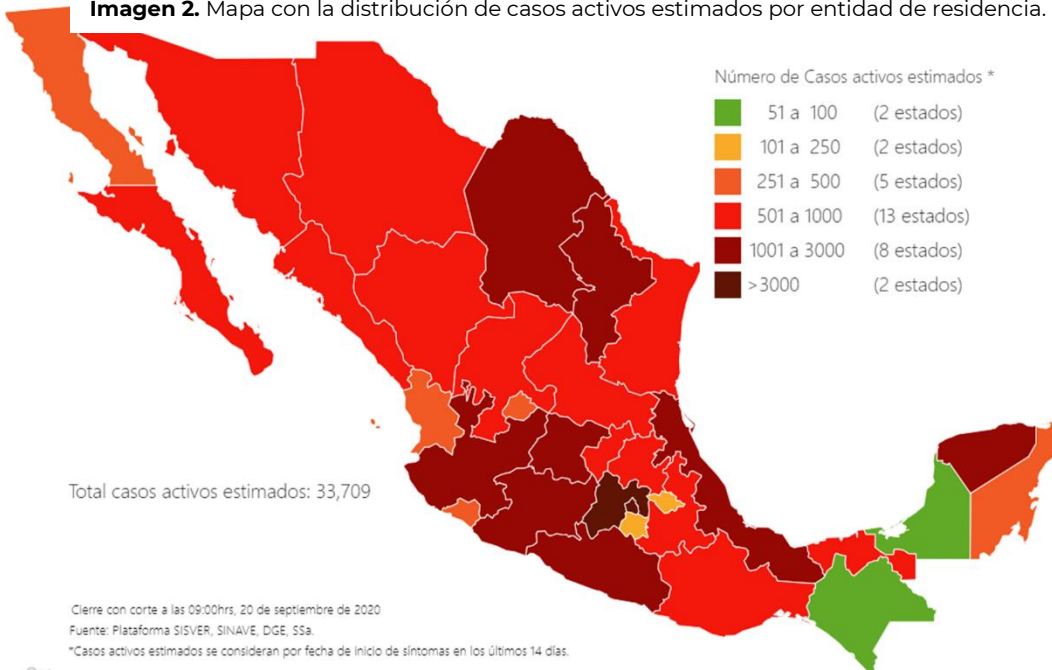 Imagen 2. Mapa con la distribución de casos activos estimados por entidad de residencia.
Número de Casos activos estimados *
51 a 100 (2 estados)
101 a 250 (2 estados)
251 a 500 (5 estados)
501 a 1000 (13 estados)
1001 a 3000 (8 estados)
>3000 (2 estados)
Total casos activos estimados: 33,709
Cierre con corte a las 09:00hrs, 20 de septiembre de 2020
Fuente: Plataforma SISVER, SINAVE, DGE, SSa.
*Casos activos estimados se consideran por fecha de inicio de síntomas en los últimos 14 días.